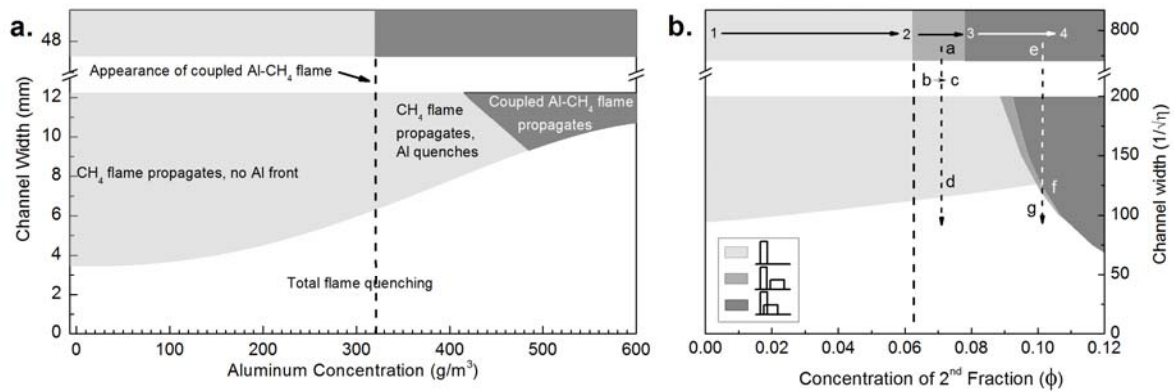 a.
Channel Width (mm)
48
12
10
8
6
4
2
0
Appearance of coupled Al-CH₄ flame
CH₄ flame
propagates,
Al quenches
Coupled Al-CH₄ flame
propagates
CH₄ flame propagates, no Al front
Total flame quenching
0 100 200 300 400 500 600
Aluminum Concentration (g/m³)
b.
1 2 3 4
a e
b c
d f
g
800
200
150
100
50
0
Channel width (1/√η)
0.00 0.02 0.04 0.06 0.08 0.10 0.12
Concentration of 2ⁿᵈ Fraction (ϕ)